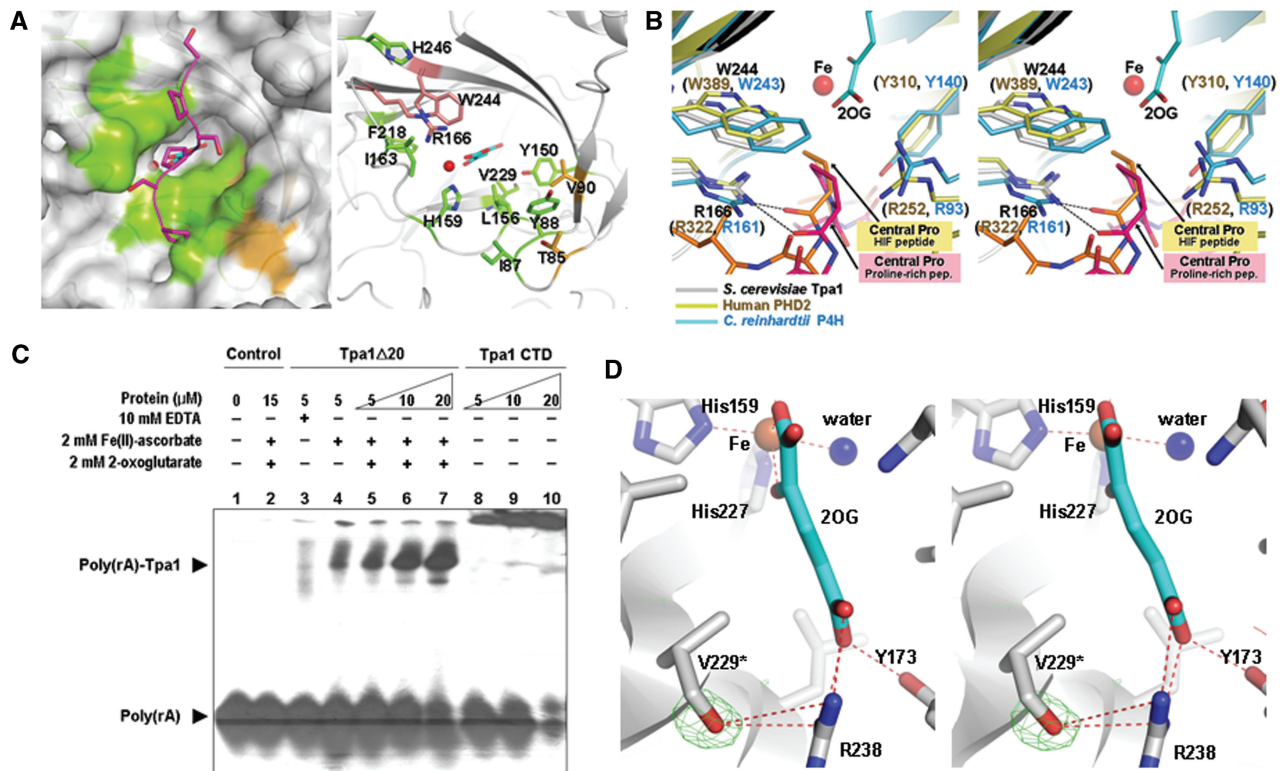 A
H246
W244
R166
F218
I163
Y150
V229
V90
H159
L156
Y88
I87
T85
B
W244
(W389, W243)
Fe
2OG
(Y310, Y140)
R166
(R322, R161)
(R252, R93)
Central Pro
HIF peptide
Central Pro
Proline-rich pep.
W244
(W389, W243)
Fe
2OG
(Y310, Y140)
R166
(R322, R161)
(R252, R93)
Central Pro
HIF peptide
Central Pro
Proline-rich pep.
S. cerevisiae Tpa1
Human PHD2
C. reinhardtii P4H
C
Control Tpa1△20 Tpa1 CTD
Protein (μM) 0 15 5 5 5 10 20 5 10 20
10 mM EDTA – – + – – – – – – –
2 mM Fe(II)-ascorbate – + – + + + + – – –
2 mM 2-oxoglutarate – + – – + + + – – –
1 2 3 4 5 6 7 8 9 10
Poly(rA)-Tpa1
Poly(rA)
D
His159
water
Fe
His227
2OG
V229*
Y173
R238
His159
water
Fe
His227
2OG
V229*
Y173
R238